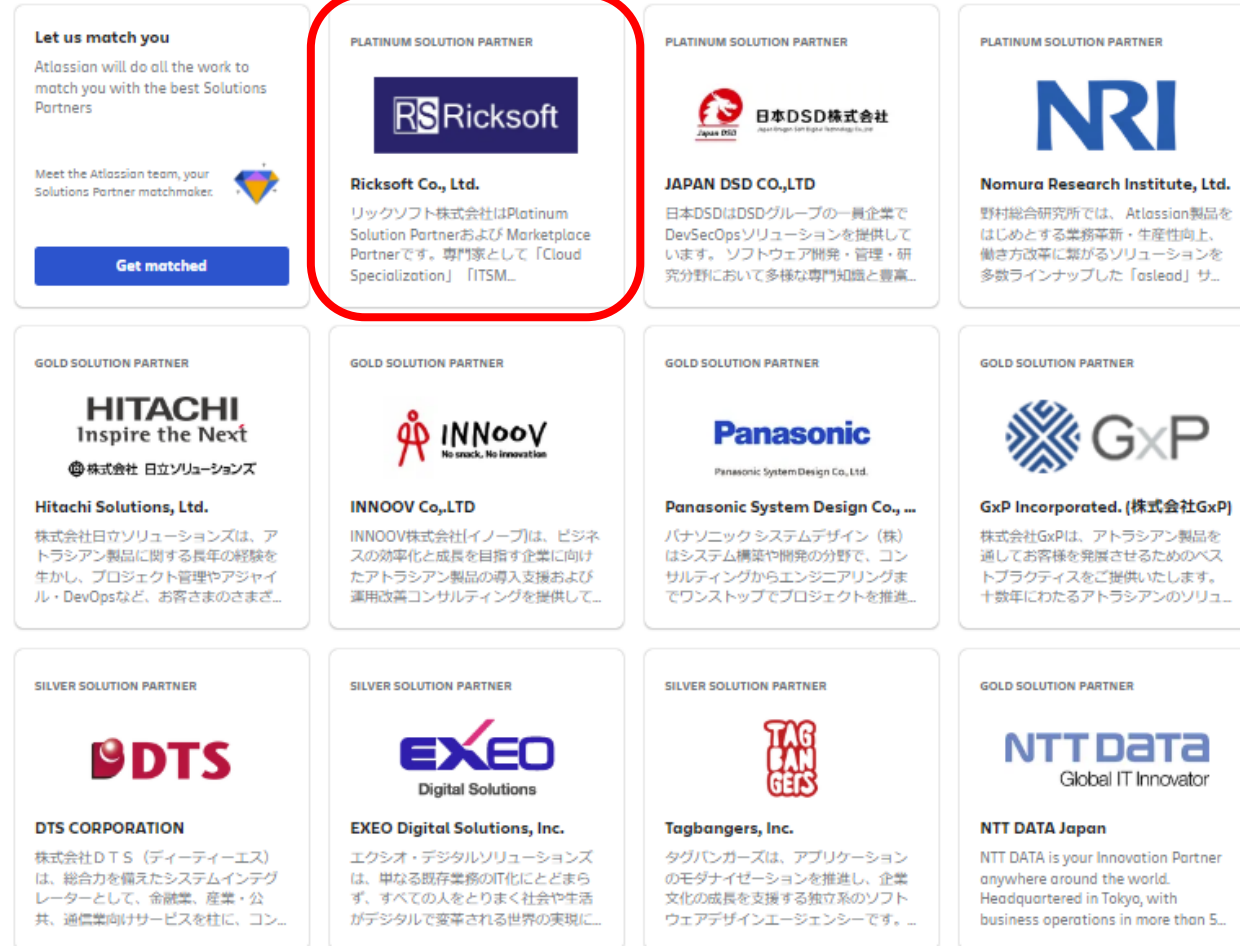 Let us match you
Atlassian will do all the work to
match you with the best Solutions
Partners
Meet the Atlassian team, your
Solutions Partner matchmaker.
Get matched
PLATINUM SOLUTION PARTNER
RS Ricksoft
Ricksoft Co., Ltd.
リックソフト株式会社はPlatinum
Solution Partnerおよび Marketplace
Partnerです。専門家として「Cloud
Specialization」「ITSM...
PLATINUM SOLUTION PARTNER
Japan DSD
日本DSD株式会社
JAPAN DSD CO.,LTD
日本DSDはDSDグループの一員企業で
DevSecOpsソリューションを提供して
います。 ソフトウェア開発・管理・研
究分野において多様な専門知識と豊富...
PLATINUM SOLUTION PARTNER
NRI
Nomura Research Institute, Ltd.
野村総合研究所では、Atlassian製品を
はじめとする業務革新・生産性向上、
働き方改革に繋がるソリューションを
多数ラインナップした「aslead」サ...
GOLD SOLUTION PARTNER
HITACHI
Inspire the Next
株式会社 日立ソリューションズ
Hitachi Solutions, Ltd.
株式会社日立ソリューションズは、ア
トラシアン製品に関する長年の経験を
生かし、プロジェクト管理やアジャイ
ル・DevOpsなど、お客さまのさまざ...
GOLD SOLUTION PARTNER
INNOOV
No snack, No innovation
INNOOV Co,.LTD
INNOOV株式会社[イノーブ]は、ビジネ
スの効率化と成長を目指す企業に向け
たアトラシアン製品の導入支援および
運用改善コンサルティングを提供して...
GOLD SOLUTION PARTNER
Panasonic
Panasonic System Design Co., Ltd.
Panasonic System Design Co., ...
パナソニック システムデザイン（株）
はシステム構築や開発の分野で、コン
サルティングからエンジニアリングま
でワンストップでプロジェクトを推進...
GOLD SOLUTION PARTNER
GxP
GxP Incorporated. (株式会社GxP)
株式会社GxPは、アトラシアン製品を
通してお客様を発展させるためのベス
トプラクティスをご提供いたします。
十数年にわたるアトラシアンのソリュ...
SILVER SOLUTION PARTNER
DTS
DTS CORPORATION
株式会社ＤＴＳ（ディーティーエス）
は、総合力を備えたシステムインテグ
レーターとして、金融業、産業・公
共、通信業向けサービスを柱に、コン...
SILVER SOLUTION PARTNER
EXEO
Digital Solutions
EXEO Digital Solutions, Inc.
エクシオ・デジタルソリューションズ
は、単なる既存業務のIT化にとどまら
ず、すべての人をとりまく社会や生活
がデジタルで変革される世界の実現に...
SILVER SOLUTION PARTNER
TAG
BAN
GERS
Tagbangers, Inc.
タグバンガーズは、アプリケーション
のモダナイゼーションを推進し、企業
文化の成長を支援する独立系のソフト
ウェアデザインエージェンシーです。...
GOLD SOLUTION PARTNER
NTT DATA
Global IT Innovator
NTT DATA Japan
NTT DATA is your Innovation Partner
anywhere around the world.
Headquartered in Tokyo, with
business operations in more than 5...